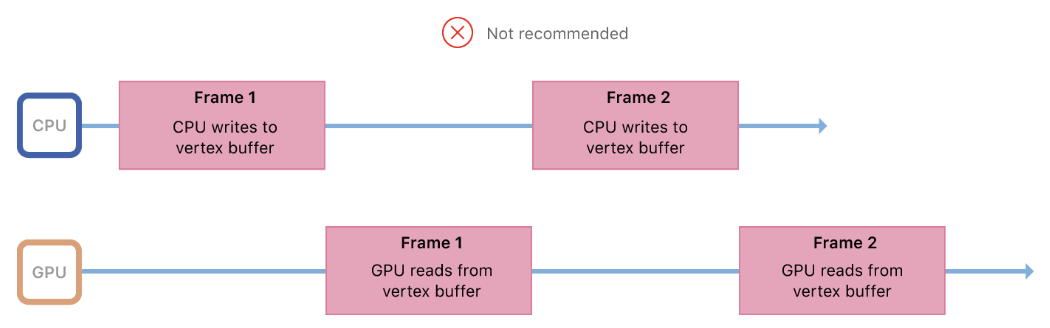 Not recommended
CPU
Frame 1
CPU writes to
vertex buffer
Frame 2
CPU writes to
vertex buffer
GPU
Frame 1
GPU reads from
vertex buffer
Frame 2
GPU reads from
vertex buffer